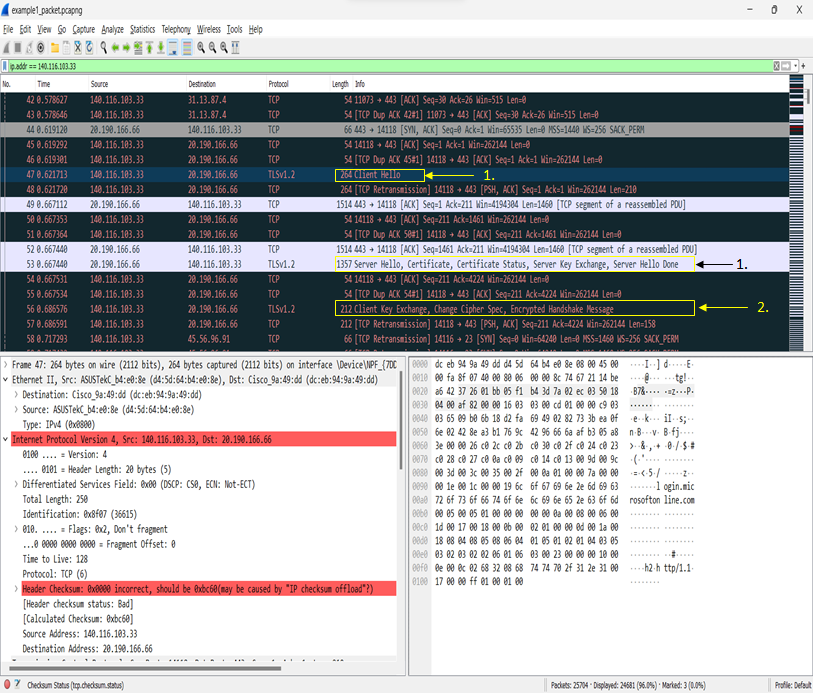 example1_packet.pcapng
File Edit View Go Capture Analyze Statistics Telephony Wireless Tools Help
ip.addr == 140.116.103.33
No. Time Source Destination Protocol Length Info
42 0.578627 140.116.103.33 31.13.87.4 TCP 54 11073 → 443 [ACK] Seq=30 Ack=26 Win=515 Len=0
43 0.578646 140.116.103.33 31.13.87.4 TCP 54 [TCP Dup ACK 42#1] 11073 → 443 [ACK] Seq=30 Ack=26 Win=515 Len=0
44 0.619120 20.190.166.66 140.116.103.33 TCP 66 443 → 14118 [SYN, ACK] Seq=0 Ack=1 Win=65535 Len=0 MSS=1440 WS=256 SACK_PERM
45 0.619292 140.116.103.33 20.190.166.66 TCP 54 14118 → 443 [ACK] Seq=1 Ack=1 Win=262144 Len=0
46 0.619301 140.116.103.33 20.190.166.66 TCP 54 [TCP Dup ACK 45#1] 14118 → 443 [ACK] Seq=1 Ack=1 Win=262144 Len=0
47 0.621713 140.116.103.33 20.190.166.66 TLSv1.2 264 Client Hello 1.
48 0.621720 140.116.103.33 20.190.166.66 TCP 264 [TCP Retransmission] 14118 → 443 [PSH, ACK] Seq=1 Ack=1 Win=262144 Len=210
49 0.667112 20.190.166.66 140.116.103.33 TCP 1514 443 → 14118 [ACK] Seq=1 Ack=211 Win=4194304 Len=1460 [TCP segment of a reassembled PDU]
50 0.667353 140.116.103.33 20.190.166.66 TCP 54 14118 → 443 [ACK] Seq=211 Ack=1461 Win=262144 Len=0
51 0.667364 140.116.103.33 20.190.166.66 TCP 54 [TCP Dup ACK 50#1] 14118 → 443 [ACK] Seq=211 Ack=1461 Win=262144 Len=0
52 0.667440 20.190.166.66 140.116.103.33 TCP 1514 443 → 14118 [ACK] Seq=1461 Ack=211 Win=4194304 Len=1460 [TCP segment of a reassembled PDU]
53 0.667440 20.190.166.66 140.116.103.33 TLSv1.2 1357 Server Hello, Certificate, Certificate Status, Server Key Exchange, Server Hello Done 1.
54 0.667531 140.116.103.33 20.190.166.66 TCP 54 14118 → 443 [ACK] Seq=211 Ack=4224 Win=262144 Len=0
55 0.667534 140.116.103.33 20.190.166.66 TCP 54 [TCP Dup ACK 54#1] 14118 → 443 [ACK] Seq=211 Ack=4224 Win=262144 Len=0
56 0.686576 140.116.103.33 20.190.166.66 TLSv1.2 212 Client Key Exchange, Change Cipher Spec, Encrypted Handshake Message 2.
57 0.686591 140.116.103.33 20.190.166.66 TCP 212 [TCP Retransmission] 14118 → 443 [PSH, ACK] Seq=211 Ack=4224 Win=262144 Len=158
58 0.717293 140.116.103.33 45.56.96.91 TCP 66 14116 → 23 [SYN] Seq=0 Win=64240 Len=0 MSS=1460 WS=256 SACK_PERM
Frame 47: 264 bytes on wire (2112 bits), 264 bytes captured (2112 bits) on interface \Device\NPF_{7DD
Ethernet II, Src: ASUSTekC_b4:e0:8e (d4:5d:64:b4:e0:8e), Dst: Cisco_9a:49:dd (dc:eb:94:9a:49:dd)
Destination: Cisco_9a:49:dd (dc:eb:94:9a:49:dd)
Source: ASUSTekC_b4:e0:8e (d4:5d:64:b4:e0:8e)
Type: IPv4 (0x0800)
Internet Protocol Version 4, Src: 140.116.103.33, Dst: 20.190.166.66
0100 .... = Version: 4
.... 0101 = Header Length: 20 bytes (5)
Differentiated Services Field: 0x00 (DSCP: CS0, ECN: Not-ECT)
Total Length: 250
Identification: 0x8f07 (36615)
010. .... = Flags: 0x2, Don't fragment
...0 0000 0000 0000 = Fragment Offset: 0
Time to Live: 128
Protocol: TCP (6)
Header Checksum: 0x0000 incorrect, should be 0xbc60(may be caused by "IP checksum offload"?)
[Header checksum status: Bad]
[Calculated Checksum: 0xbc60]
Source Address: 140.116.103.33
Destination Address: 20.190.166.66
0000 dc eb 94 9a 49 dd d4 5d 64 b4 e0 8e 08 00 45 00
0010 00 fa 8f 07 40 00 80 06 00 00 8c 74 67 21 14 be
0020 a6 42 37 26 01 bb 05 f1 b4 3d 7a 02 ec 03 50 18
0030 04 00 af 82 00 00 16 03 03 00 cd 01 00 00 c9 03
0040 03 65 09 b0 6b 18 d2 fa 69 49 02 82 73 3b ea 0f
0050 6e 02 42 8e a3 b1 76 9c 42 96 66 6a af b3 05 a8
0060 3e 00 00 26 c0 2c c0 2b c0 30 c0 2f c0 24 c0 23
0070 c0 28 c0 27 c0 0a c0 09 c0 14 c0 13 00 9d 00 9c
0080 00 3d 00 3c 00 35 00 2f 00 0a 01 00 00 7a 00 00
0090 00 1e 00 1c 00 00 19 6c 6f 67 69 6e 2e 6d 69 63 login.mic
00a0 72 6f 73 6f 66 74 6f 6e 6c 69 6e 65 2e 63 6f 6d rosoftonline.com
00b0 00 05 00 05 01 00 00 00 00 00 0a 00 08 00 06 00
00c0 1d 00 17 00 18 00 0b 00 02 01 00 00 0d 00 1a 00
00d0 18 08 04 08 05 08 06 04 01 05 01 02 01 04 03 05
00e0 03 02 03 02 02 06 01 06 03 00 23 00 00 00 10 00
00f0 0e 00 0c 02 68 32 08 68 74 74 70 2f 31 2e 31 00 h2·http/1.1
0100 17 00 00 ff 01 00 01 00
Checksum Status (tcp.checksum.status)
Packets: 25704 · Displayed: 24681 (96.0%) · Marked: 3 (0.0%)
Profile: Default